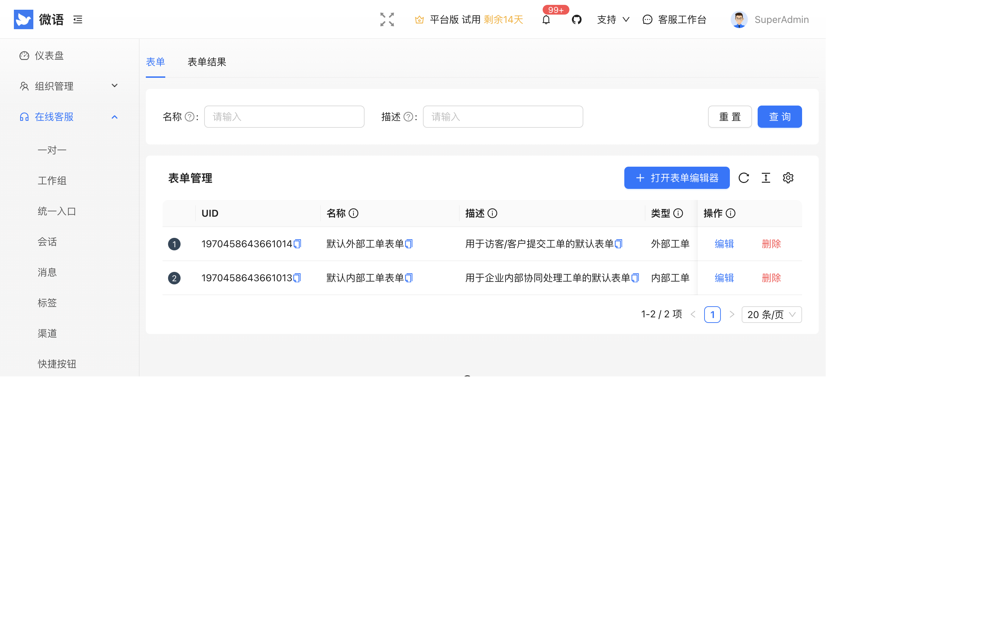 微语
平台版 试用 剩余14天
99+
支持
客服工作台
SuperAdmin
仪表盘
组织管理
在线客服
一对一
工作组
统一入口
会话
消息
标签
渠道
快捷按钮
表单 表单结果
名称 : 请输入 描述 : 请输入 重 置 查 询
表单管理 打开表单编辑器
UID 名称 描述 类型 操作
1 1970458643661014 默认外部工单表单 用于访客/客户提交工单的默认表单 外部工单 编辑 删除
2 1970458643661013 默认内部工单表单 用于企业内部协同处理工单的默认表单 内部工单 编辑 删除
1-2 / 2 项 1 20 条/页